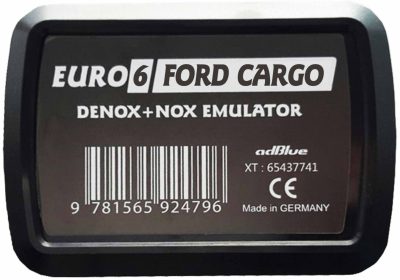 EURO 6 FORD CARGO
DENOX+NOX EMULATOR
adBlue
XT : 65437741
CE
9 781565 924796
Made in GERMANY